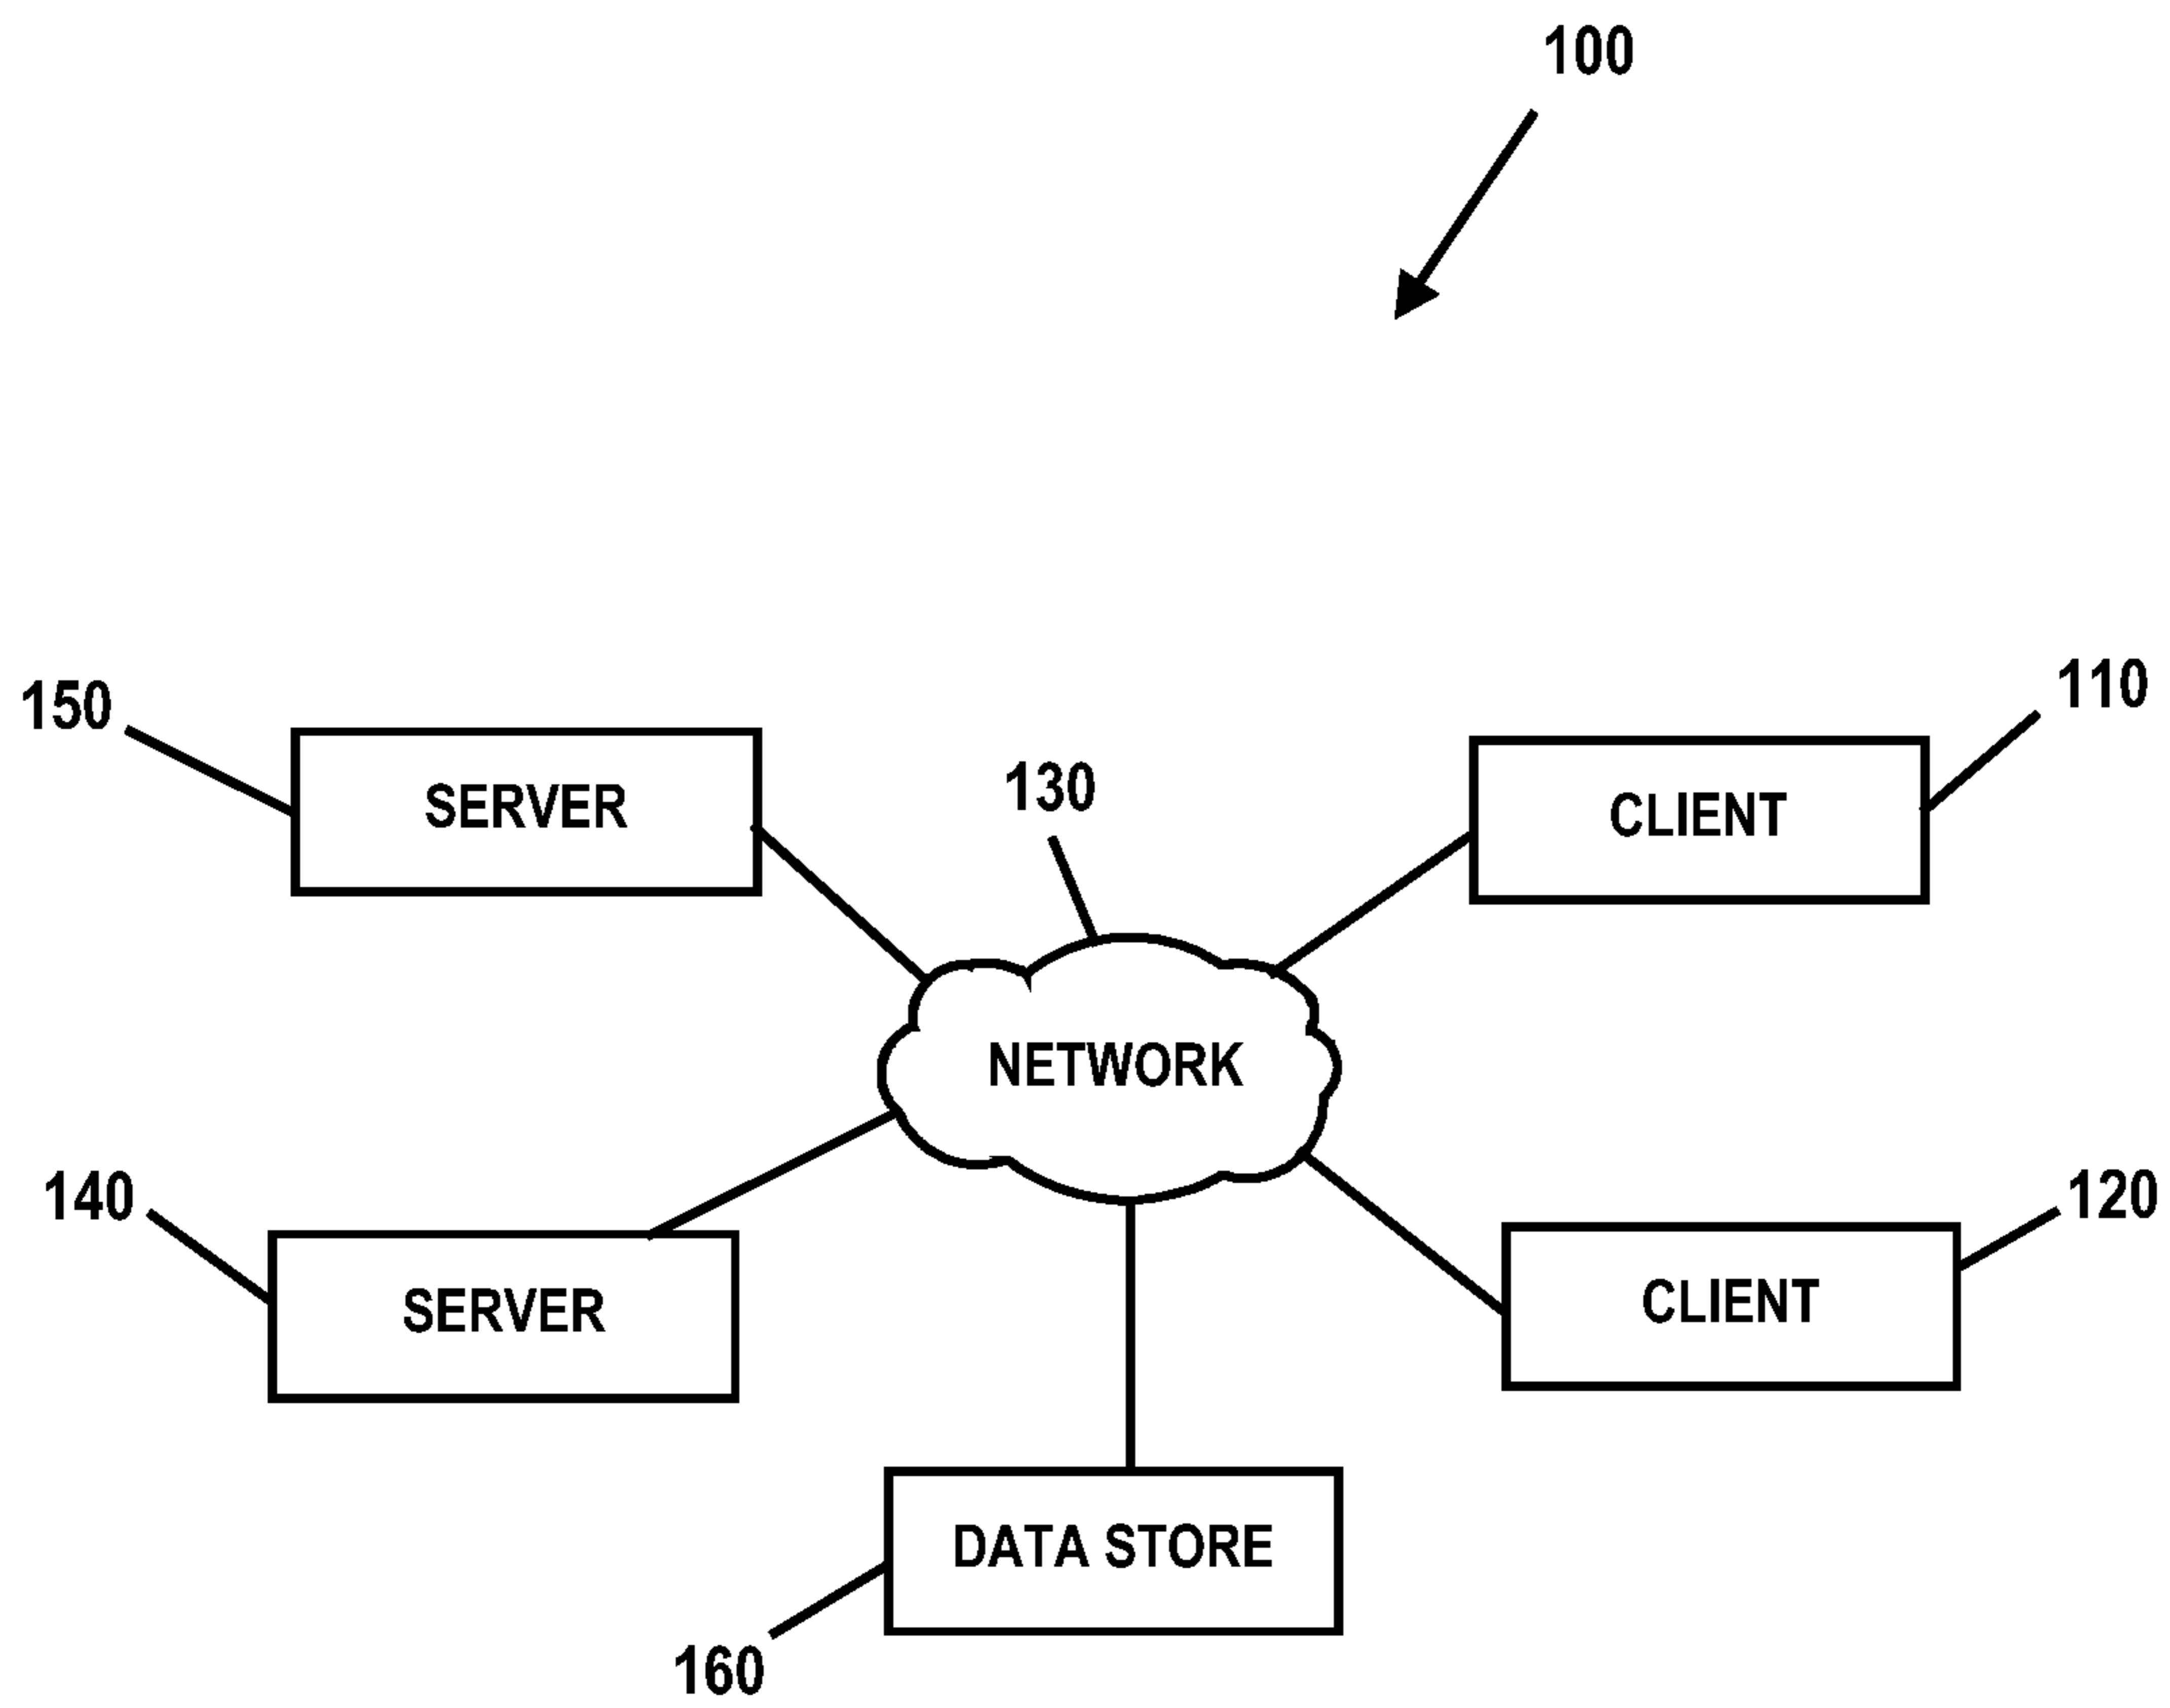 100
150
110
SERVER
130
CLIENT
NETWORK
140
120
SERVER
CLIENT
DATA STORE
160